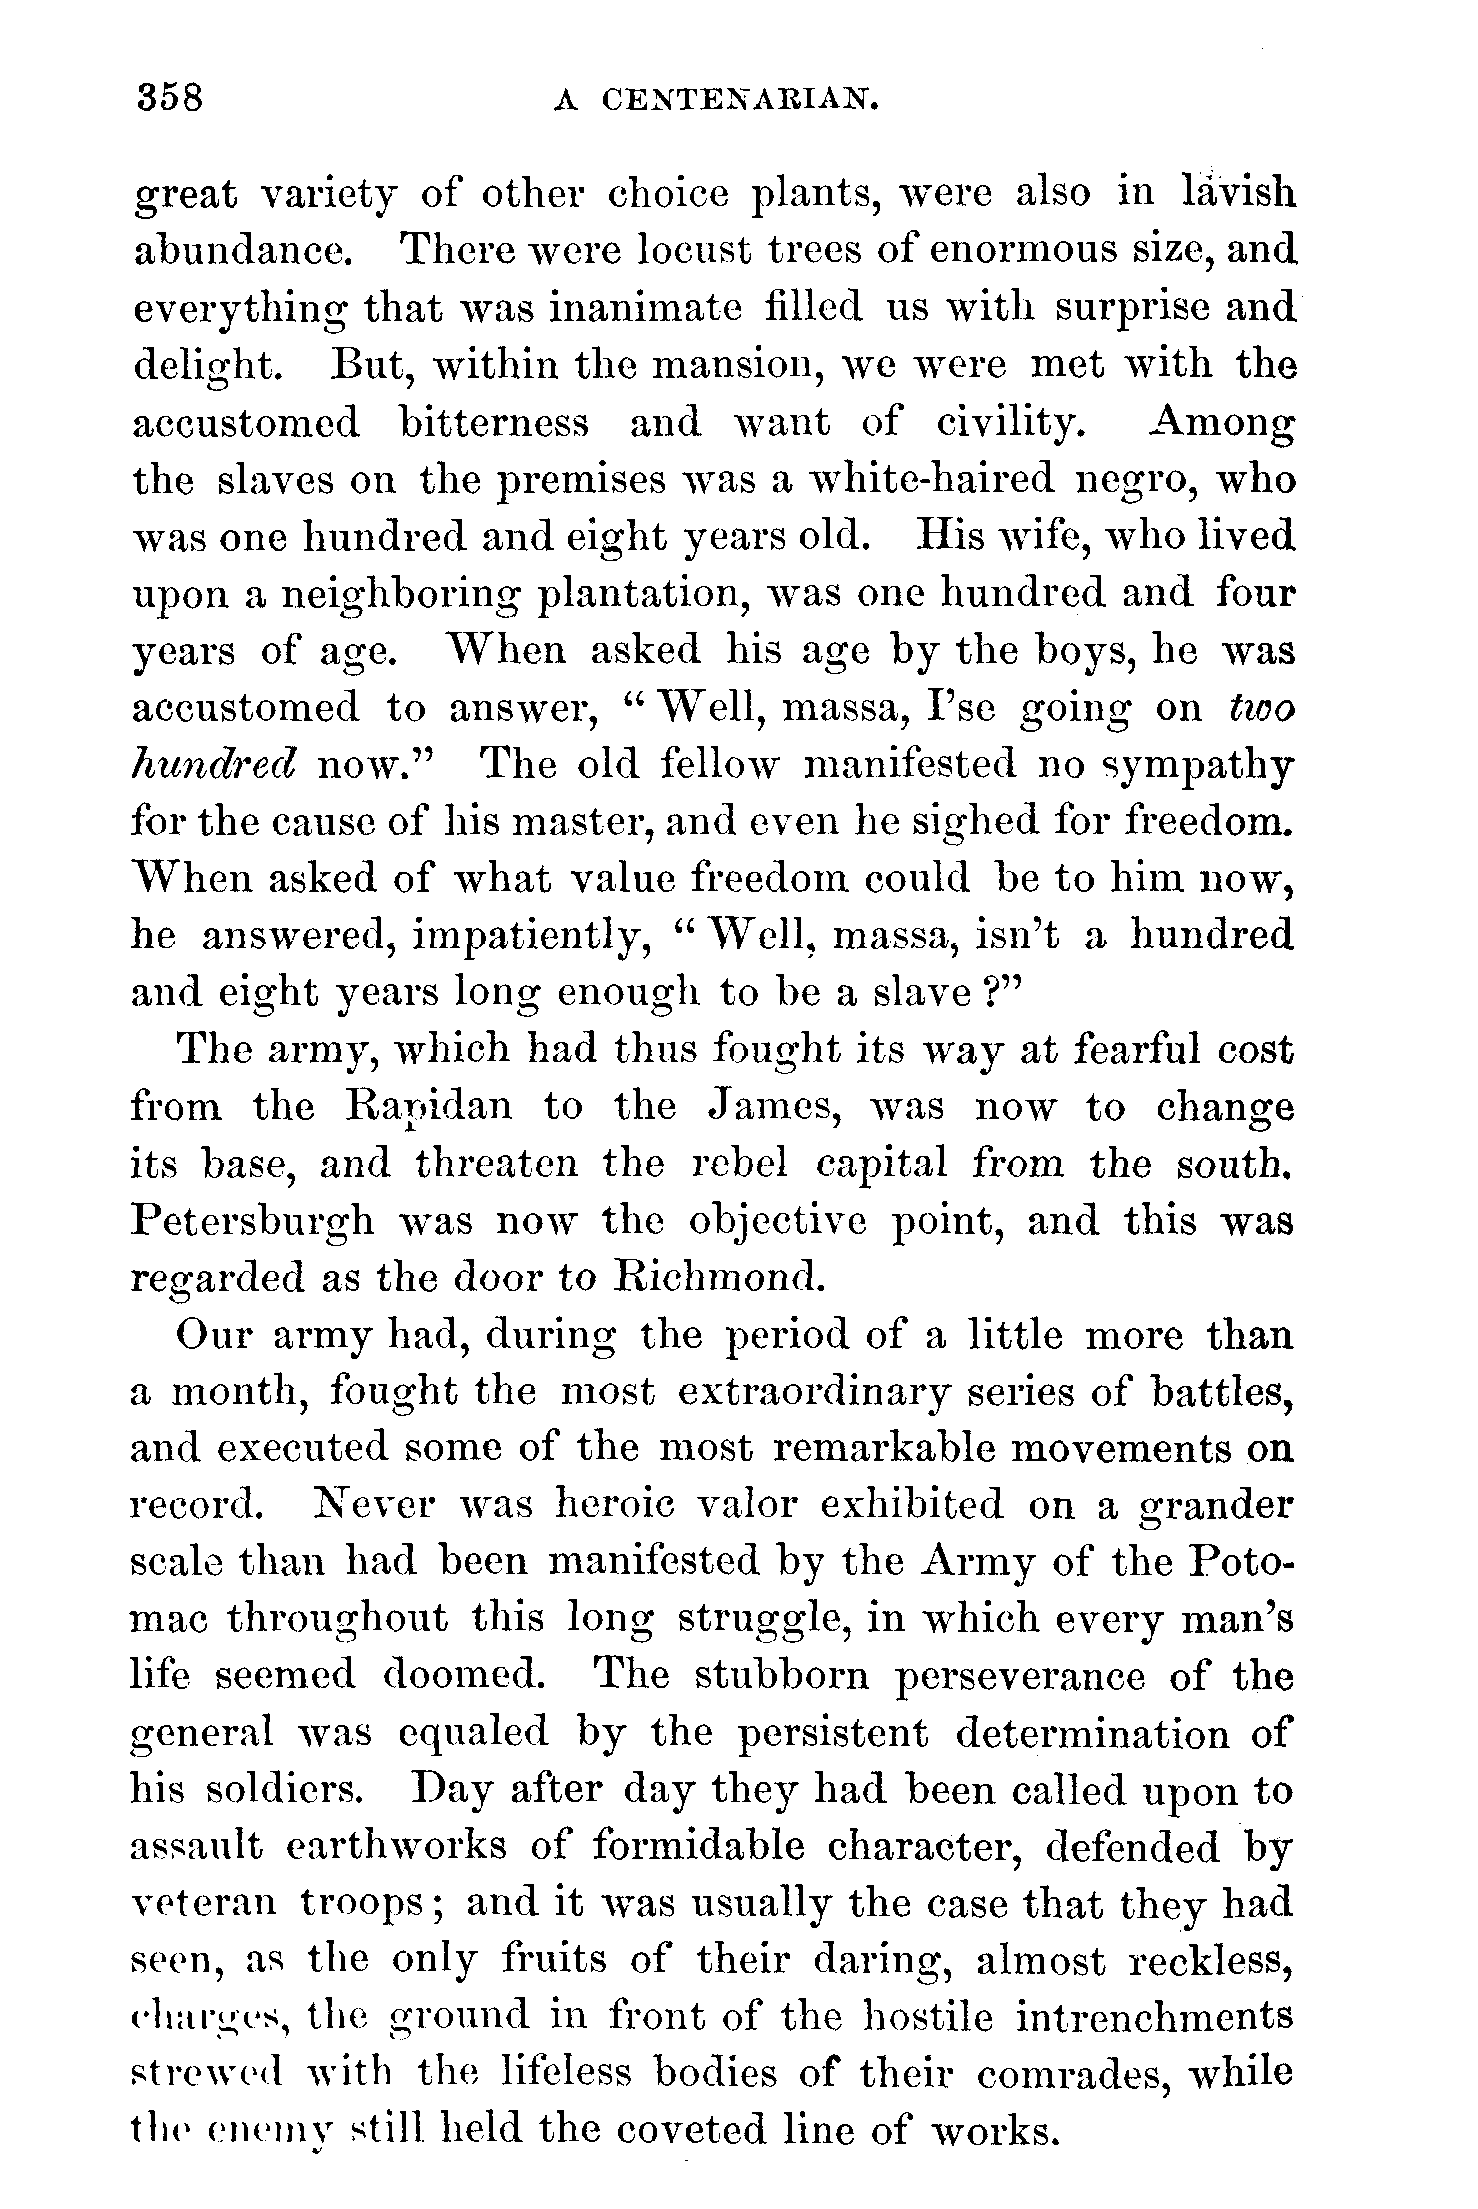 358 A CENTENARIAN.
great variety of other choice plants, were also in lavish
abundance. There were locust trees of enormous size, and
everything that was inanimate filled us with surprise and
delight. But, within the mansion, we were met with the
accustomed bitterness and want of civility. Among
the slaves on the premises was a white-haired negro, who
was one hundred and eight years old. His wife, who lived
upon a neighboring plantation, was one hundred and four
years of age. When asked his age by the boys, he was
accustomed to answer, “Well, massa, I’se going on two
hundred now.” The old fellow manifested no sympathy
for the cause of his master, and even he sighed for freedom.
When asked of what value freedom could be to him now,
he answered, impatiently, “Well, massa, isn’t a hundred
and eight years long enough to be a slave?”
The army, which had thus fought its way at fearful cost
from the Rapidan to the James, was now to change
its base, and threaten the rebel capital from the south.
Petersburgh was now the objective point, and this was
regarded as the door to Richmond.
Our army had, during the period of a little more than
a month, fought the most extraordinary series of battles,
and executed some of the most remarkable movements on
record. Never was heroic valor exhibited on a grander
scale than had been manifested by the Army of the Poto-
mac throughout this long struggle, in which every man’s
life seemed doomed. The stubborn perseverance of the
general was equaled by the persistent determination of
his soldiers. Day after day they had been called upon to
assault earthworks of formidable character, defended by
veteran troops; and it was usually the case that they had
seen, as the only fruits of their daring, almost reckless,
charges, the ground in front of the hostile intrenchments
strewed with the lifeless bodies of their comrades, while
the enemy still held the coveted line of works.